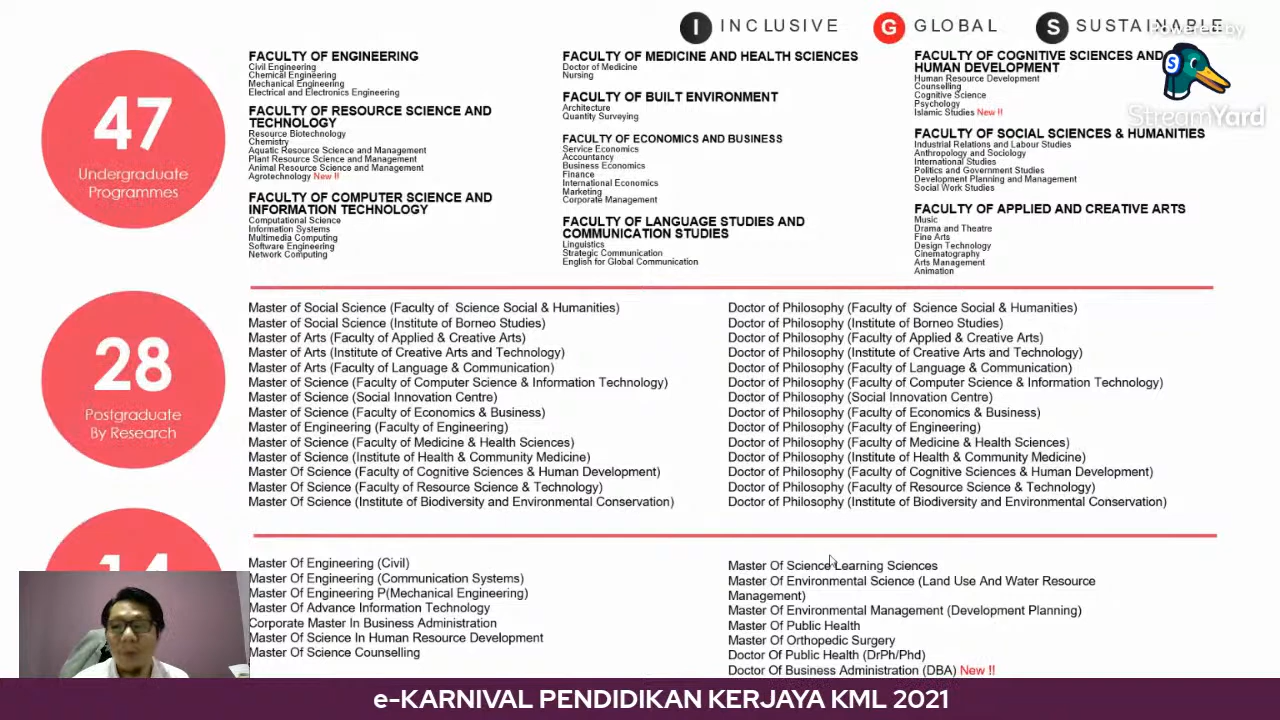 I INCLUSIVE G GLOBAL S SUSTAINABLE
Powered by
StreamYard
47
Undergraduate
Programmes
FACULTY OF ENGINEERING
Civil Engineering
Chemical Engineering
Mechanical Engineering
Electrical and Electronics Engineering
FACULTY OF RESOURCE SCIENCE AND
TECHNOLOGY
Resource Biotechnology
Chemistry
Aquatic Resource Science and Management
Plant Resource Science and Management
Animal Resource Science and Management
Agrotechnology New !!
FACULTY OF COMPUTER SCIENCE AND
INFORMATION TECHNOLOGY
Computational Science
Information Systems
Multimedia Computing
Software Engineering
Network Computing
FACULTY OF MEDICINE AND HEALTH SCIENCES
Doctor of Medicine
Nursing
FACULTY OF BUILT ENVIRONMENT
Architecture
Quantity Surveying
FACULTY OF ECONOMICS AND BUSINESS
Service Economics
Accountancy
Business Economics
Finance
International Economics
Marketing
Corporate Management
FACULTY OF LANGUAGE STUDIES AND
COMMUNICATION STUDIES
Linguistics
Strategic Communication
English for Global Communication
FACULTY OF COGNITIVE SCIENCES AND
HUMAN DEVELOPMENT
Human Resource Development
Counselling
Cognitive Science
Psychology
Islamic Studies New !!
FACULTY OF SOCIAL SCIENCES & HUMANITIES
Industrial Relations and Labour Studies
Anthropology and Sociology
International Studies
Politics and Government Studies
Development Planning and Management
Social Work Studies
FACULTY OF APPLIED AND CREATIVE ARTS
Music
Drama and Theatre
Fine Arts
Design Technology
Cinematography
Arts Management
Animation
28
Postgraduate
By Research
Master of Social Science (Faculty of Science Social & Humanities)
Master of Social Science (Institute of Borneo Studies)
Master of Arts (Faculty of Applied & Creative Arts)
Master of Arts (Institute of Creative Arts and Technology)
Master of Arts (Faculty of Language & Communication)
Master of Science (Faculty of Computer Science & Information Technology)
Master of Science (Social Innovation Centre)
Master of Science (Faculty of Economics & Business)
Master of Engineering (Faculty of Engineering)
Master of Science (Faculty of Medicine & Health Sciences)
Master of Science (Institute of Health & Community Medicine)
Master Of Science (Faculty of Cognitive Sciences & Human Development)
Master Of Science (Faculty of Resource Science & Technology)
Master Of Science (Institute of Biodiversity and Environmental Conservation)
Doctor of Philosophy (Faculty of Science Social & Humanities)
Doctor of Philosophy (Institute of Borneo Studies)
Doctor of Philosophy (Faculty of Applied & Creative Arts)
Doctor of Philosophy (Institute of Creative Arts and Technology)
Doctor of Philosophy (Faculty of Language & Communication)
Doctor of Philosophy (Faculty of Computer Science & Information Technology)
Doctor of Philosophy (Social Innovation Centre)
Doctor of Philosophy (Faculty of Economics & Business)
Doctor of Philosophy (Faculty of Engineering)
Doctor of Philosophy (Faculty of Medicine & Health Sciences)
Doctor of Philosophy (Institute of Health & Community Medicine)
Doctor of Philosophy (Faculty of Cognitive Sciences & Human Development)
Doctor of Philosophy (Faculty of Resource Science & Technology)
Doctor of Philosophy (Institute of Biodiversity and Environmental Conservation)
14
Master Of Engineering (Civil)
Master Of Engineering (Communication Systems)
Master Of Engineering P(Mechanical Engineering)
Master Of Advance Information Technology
Corporate Master In Business Administration
Master Of Science In Human Resource Development
Master Of Science Counselling
Master Of Science Learning Sciences
Master Of Environmental Science (Land Use And Water Resource
Management)
Master Of Environmental Management (Development Planning)
Master Of Public Health
Master Of Orthopedic Surgery
Doctor Of Public Health (DrPh/Phd)
Doctor Of Business Administration (DBA) New !!
e-KARNIVAL PENDIDIKAN KERJAYA KML 2021